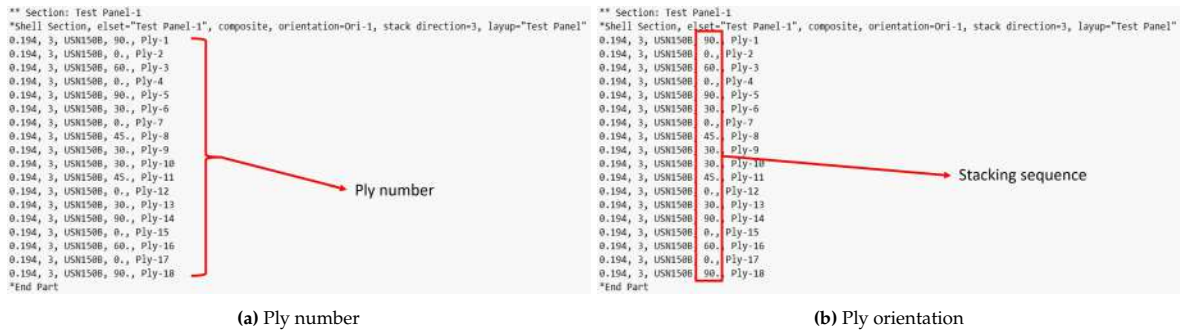 ** Section: Test Panel-1
*Shell Section, elset="Test Panel-1", composite, orientation=Ori-1, stack direction=3, layup="Test Panel"
0.194, 3, USN150B, 90., Ply-1
0.194, 3, USN150B, 0., Ply-2
0.194, 3, USN150B, 60., Ply-3
0.194, 3, USN150B, 0., Ply-4
0.194, 3, USN150B, 90., Ply-5
0.194, 3, USN150B, 30., Ply-6
0.194, 3, USN150B, 0., Ply-7
0.194, 3, USN150B, 45., Ply-8
0.194, 3, USN150B, 30., Ply-9
0.194, 3, USN150B, 30., Ply-10
0.194, 3, USN150B, 45., Ply-11
0.194, 3, USN150B, 0., Ply-12
0.194, 3, USN150B, 30., Ply-13
0.194, 3, USN150B, 90., Ply-14
0.194, 3, USN150B, 0., Ply-15
0.194, 3, USN150B, 60., Ply-16
0.194, 3, USN150B, 0., Ply-17
0.194, 3, USN150B, 90., Ply-18
*End Part
Ply number
(a) Ply number
** Section: Test Panel-1
*Shell Section, elset="Test Panel-1", composite, orientation=Ori-1, stack direction=3, layup="Test Panel"
0.194, 3, USN150B, 90., Ply-1
0.194, 3, USN150B, 0., Ply-2
0.194, 3, USN150B, 60., Ply-3
0.194, 3, USN150B, 0., Ply-4
0.194, 3, USN150B, 90., Ply-5
0.194, 3, USN150B, 30., Ply-6
0.194, 3, USN150B, 0., Ply-7
0.194, 3, USN150B, 45., Ply-8
0.194, 3, USN150B, 30., Ply-9
0.194, 3, USN150B, 30., Ply-10
0.194, 3, USN150B, 45., Ply-11
0.194, 3, USN150B, 0., Ply-12
0.194, 3, USN150B, 30., Ply-13
0.194, 3, USN150B, 90., Ply-14
0.194, 3, USN150B, 0., Ply-15
0.194, 3, USN150B, 60., Ply-16
0.194, 3, USN150B, 0., Ply-17
0.194, 3, USN150B, 90., Ply-18
*End Part
Stacking sequence
(b) Ply orientation